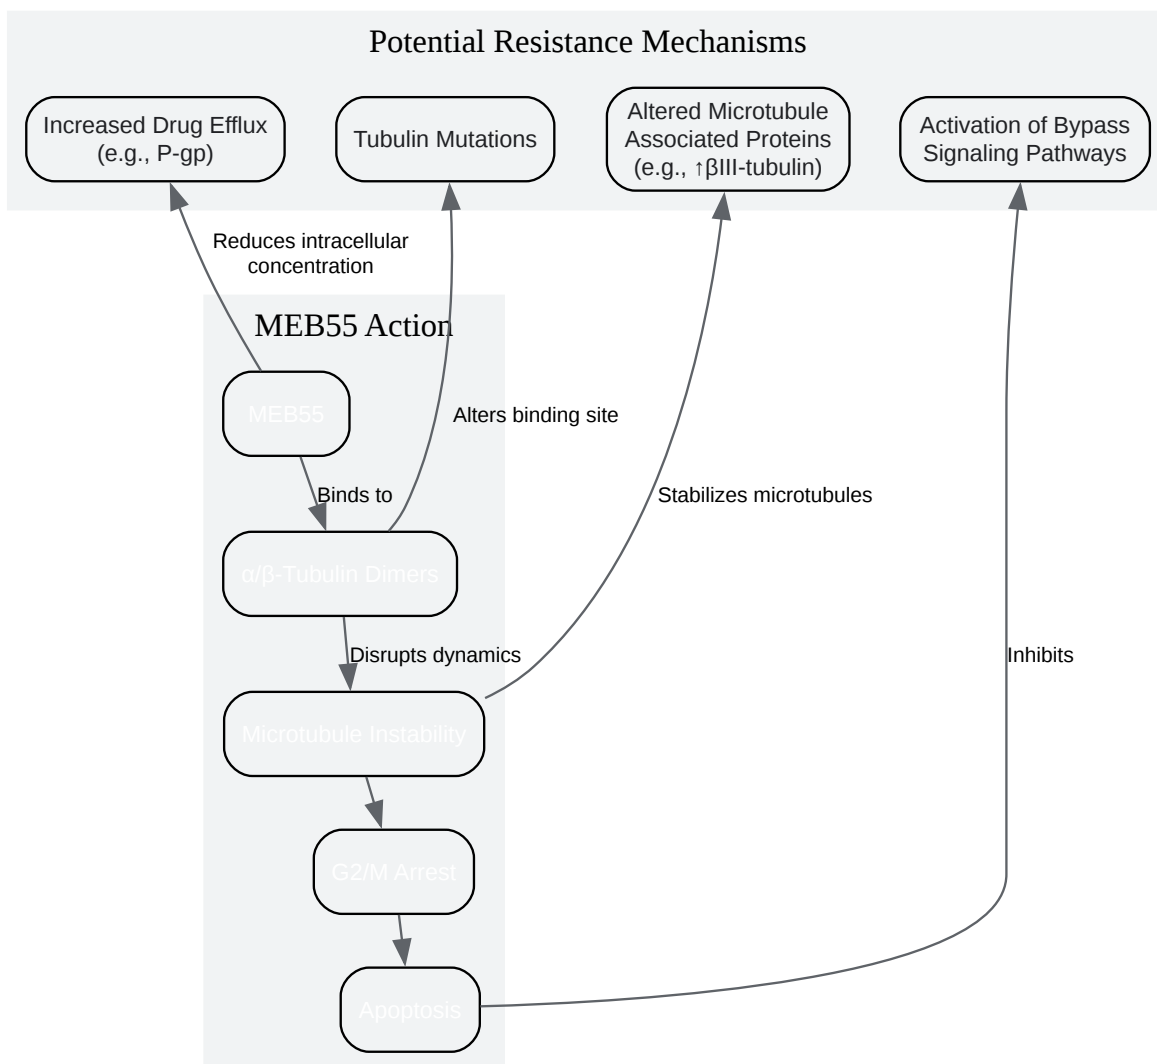 Potential Resistance Mechanisms
Increased Drug Efflux
(e.g., P-gp)
Tubulin Mutations
Altered Microtubule
Associated Proteins
(e.g., ↑βIII-tubulin)
Activation of Bypass
Signaling Pathways
Reduces intracellular
concentration
MEB55 Action
MEB55
Alters binding site
Binds to
Stabilizes microtubules
α/β-Tubulin Dimers
Disrupts dynamics
Inhibits
Microtubule Instability
G2/M Arrest
Apoptosis